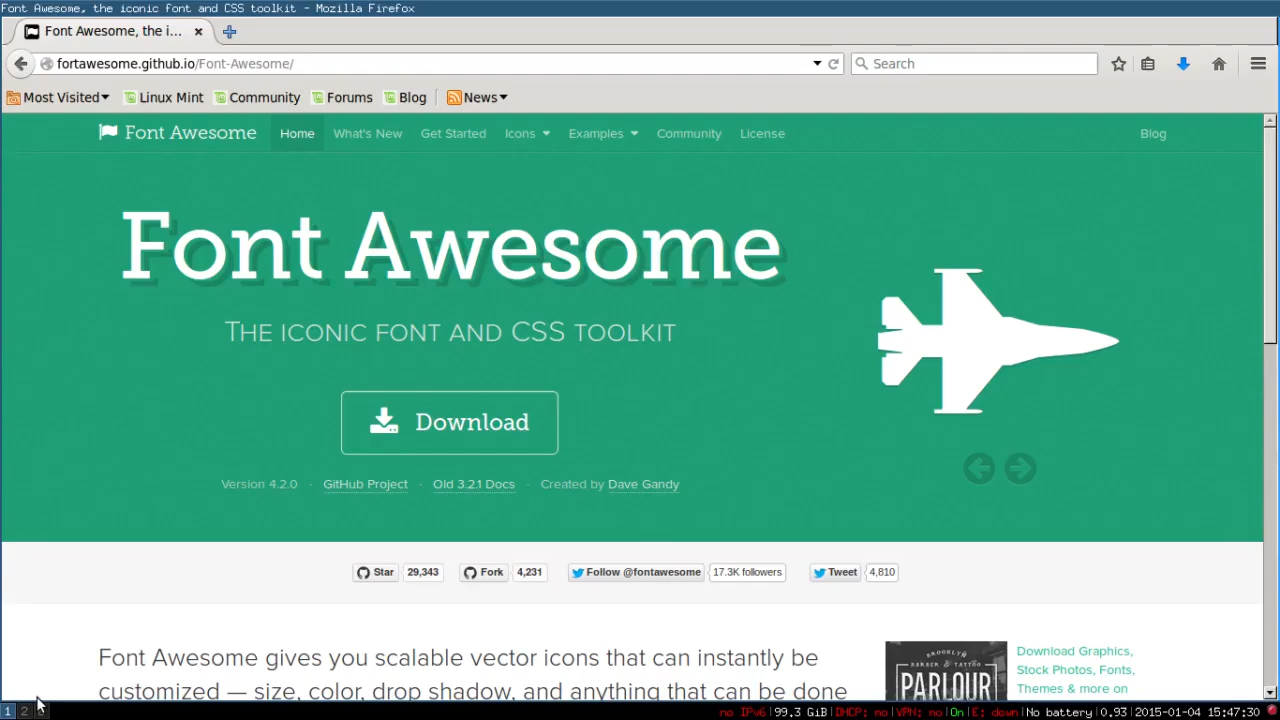 Font Awesome, the iconic font and CSS toolkit - Mozilla Firefox
Font Awesome, the i...
fortawesome.github.io/Font-Awesome/
Search
Most Visited Linux Mint Community Forums Blog News
Font Awesome Home What's New Get Started Icons Examples Community License Blog
Font Awesome
The iconic font and CSS toolkit
Download
Version 4.2.0 · GitHub Project · Old 3.2.1 Docs · Created by Dave Gandy
Star 29,343 Fork 4,231 Follow @fontawesome 17.3K followers Tweet 4,810
Font Awesome gives you scalable vector icons that can instantly be
customized — size, color, drop shadow, and anything that can be done
BROOKLYN
BARBER & TATTOO
PARLOUR
Download Graphics,
Stock Photos, Fonts,
Themes & more on
1 2
no IPv6|99.3 GiB|DHCP: no|VPN: no|On|E: down|No battery|0.93|2015-01-04 15:47:30